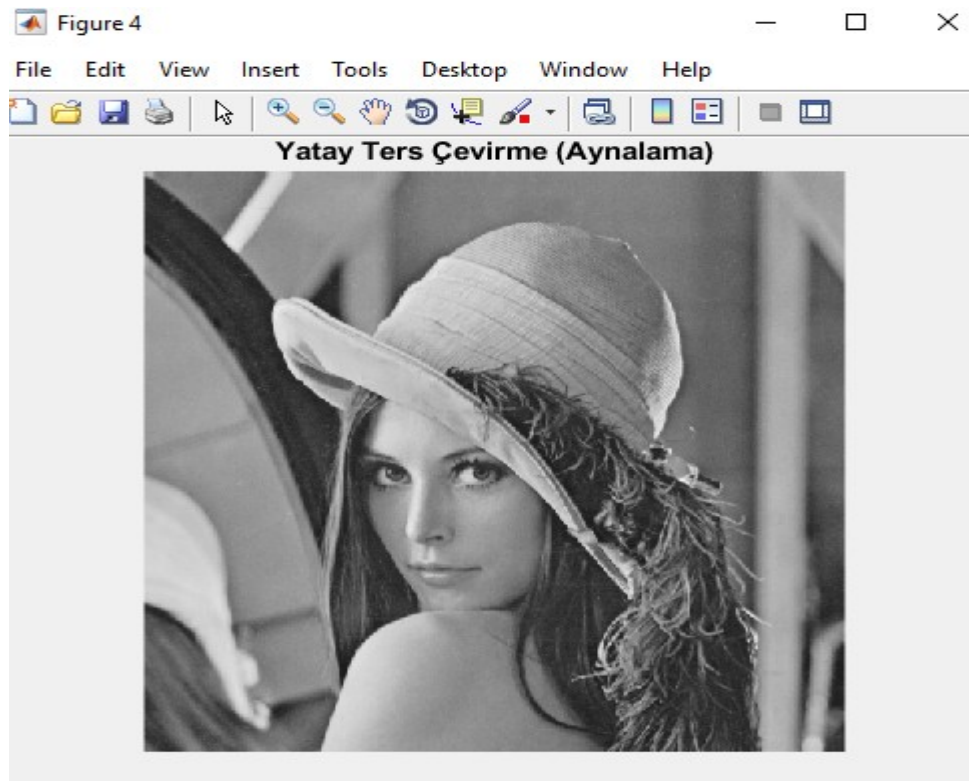 Figure 4
File Edit View Insert Tools Desktop Window Help
Yatay Ters Çevirme (Aynalama)